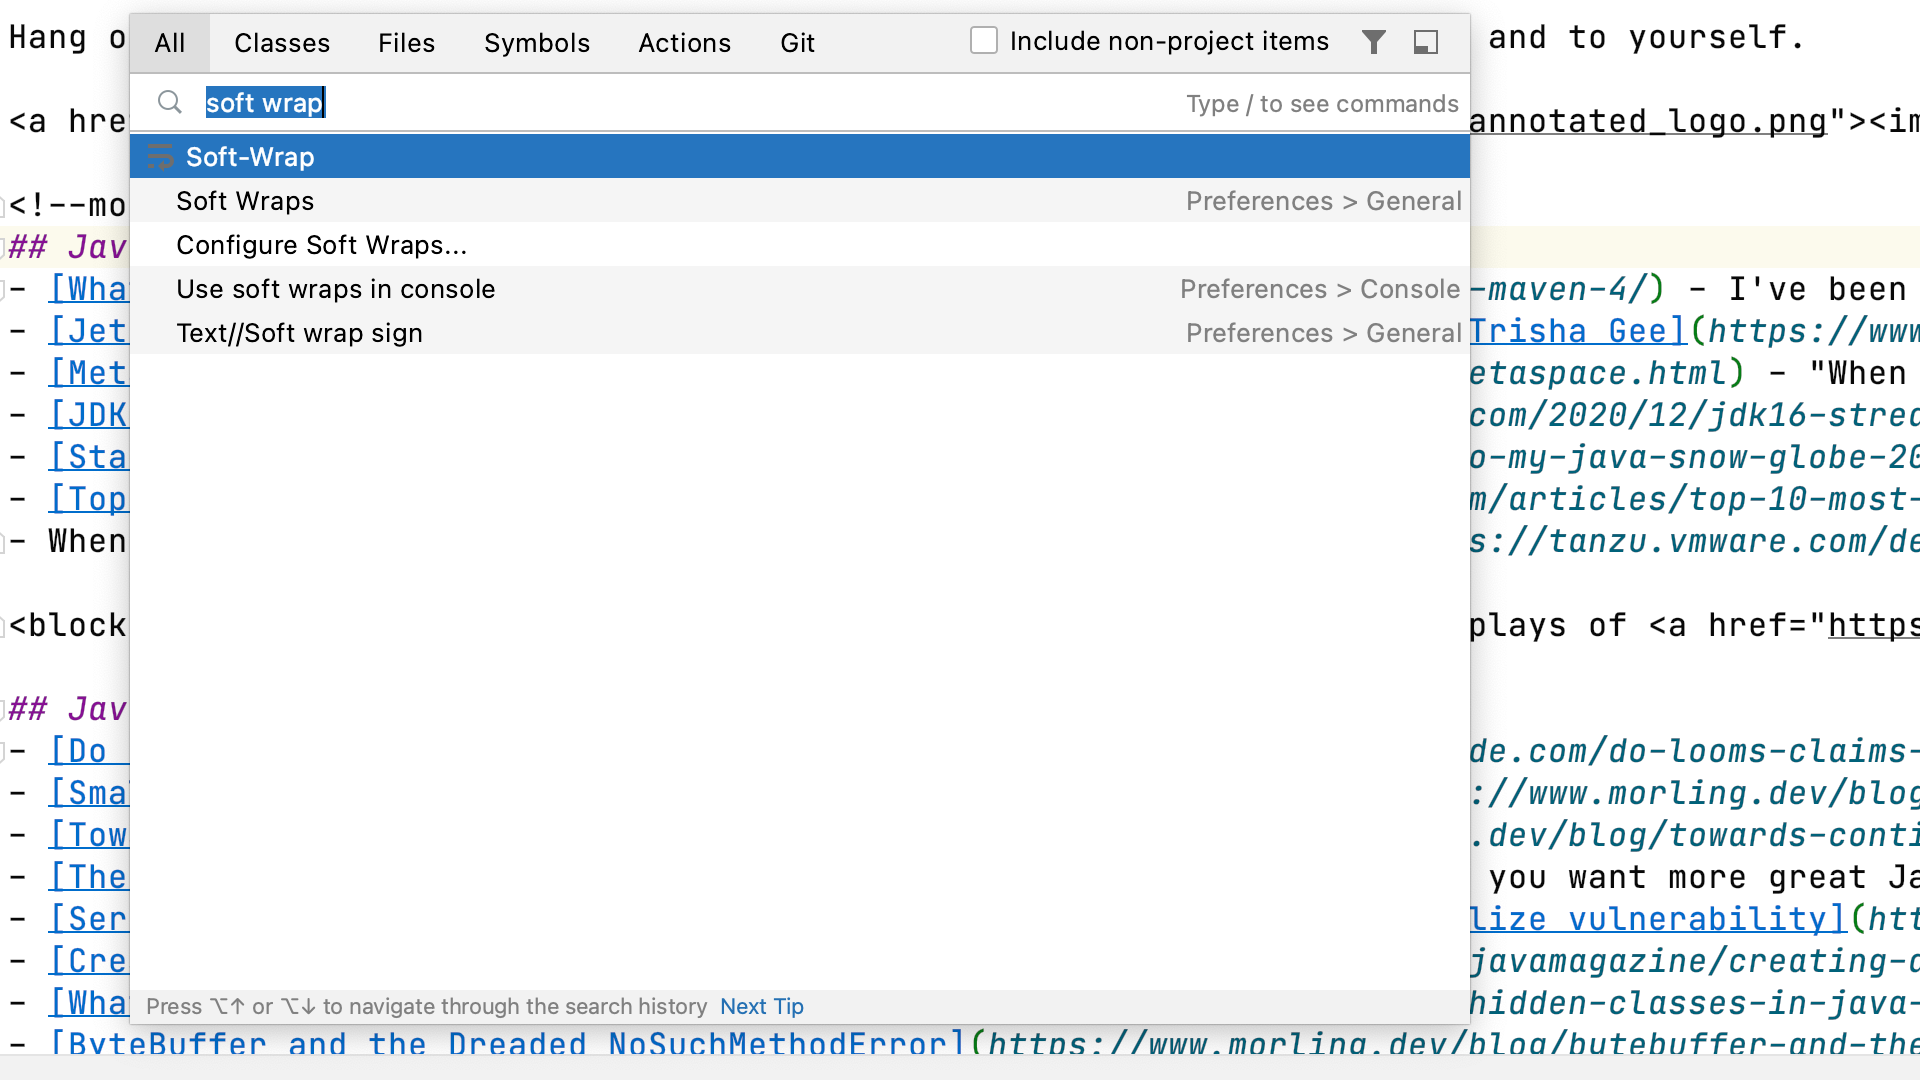 Hang o
and to yourself.
All Classes Files Symbols Actions Git Include non-project items
soft wrap Type / to see commands
<a hre annotated_logo.png"><im
Soft-Wrap
Soft Wraps Preferences > General
<!--mo
Configure Soft Wraps...
## Jav
Use soft wraps in console Preferences > Console
- [Wha -maven-4/) - I've been
Text//Soft wrap sign Preferences > General
- [Jet Trisha Gee](https://www
- [Met etaspace.html) - "When
- [JDK com/2020/12/jdk16-strea
- [Sta o-my-java-snow-globe-20
- [Top m/articles/top-10-most-
- When s://tanzu.vmware.com/de
<block plays of <a href="https
## Jav
- [Do de.com/do-looms-claims-
- [Sma ://www.morling.dev/blog
- [Tow .dev/blog/towards-conti
- [The you want more great Ja
- [Ser lize vulnerability](htt
- [Cre javamagazine/creating-a
- [Wha hidden-classes-in-java-
Press ⌥↑ or ⌥↓ to navigate through the search history Next Tip
- [ByteBuffer and the Dreaded NoSuchMethodError](https://www.morling.dev/blog/bytebuffer-and-the